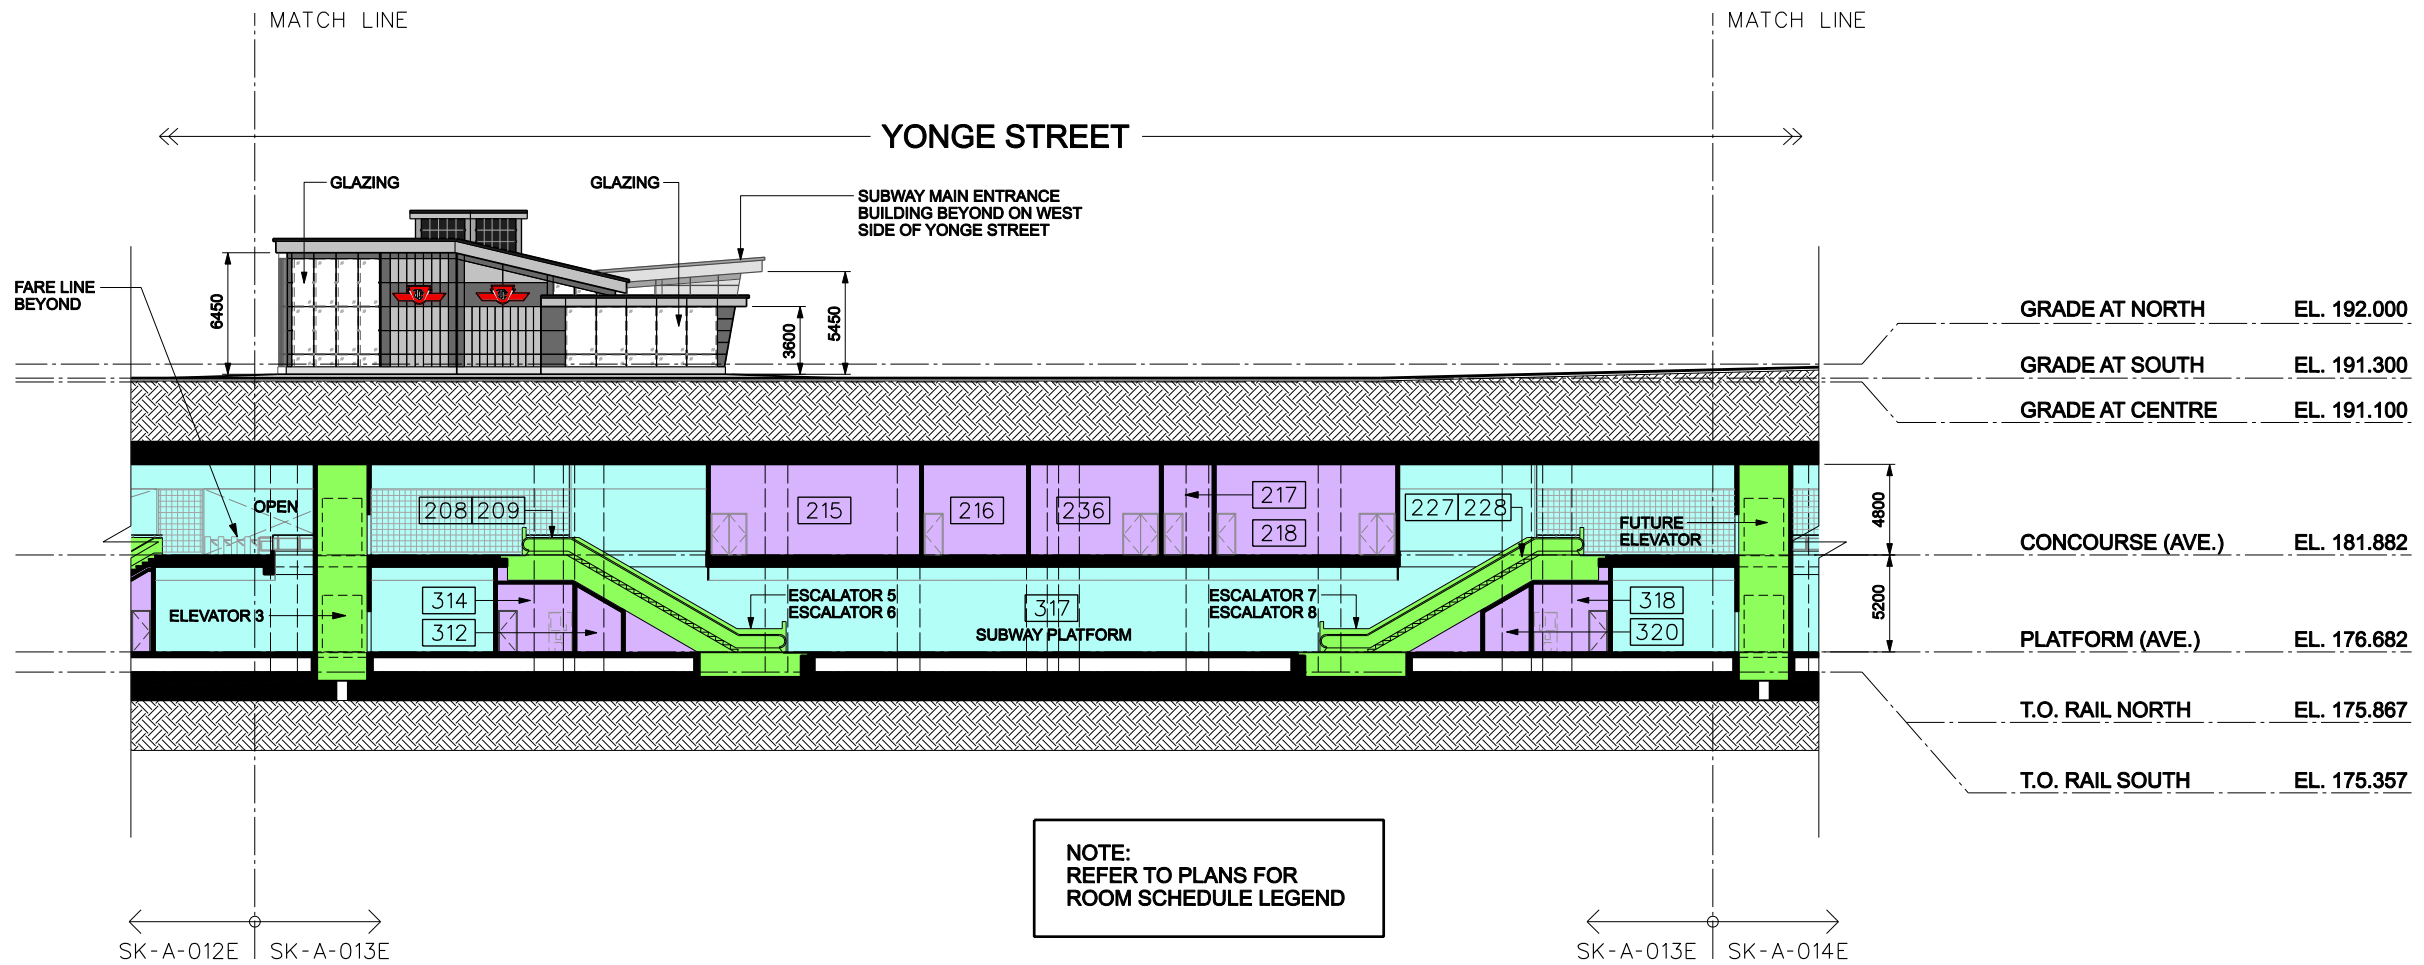 MATCH LINE
MATCH LINE
YONGE STREET
GLAZING
GLAZING
SUBWAY MAIN ENTRANCE
BUILDING BEYOND ON WEST
SIDE OF YONGE STREET
FARE LINE
BEYOND
6450
3600
5450
GRADE AT NORTH EL. 192.000
GRADE AT SOUTH EL. 191.300
GRADE AT CENTRE EL. 191.100
OPEN
208 209
215
216
236
217
218
227 228
FUTURE
ELEVATOR
4800
CONCOURSE (AVE.) EL. 181.882
ELEVATOR 3
314
312
ESCALATOR 5
ESCALATOR 6
317
SUBWAY PLATFORM
ESCALATOR 7
ESCALATOR 8
318
320
5200
PLATFORM (AVE.) EL. 176.682
T.O. RAIL NORTH EL. 175.867
T.O. RAIL SOUTH EL. 175.357
NOTE:
REFER TO PLANS FOR
ROOM SCHEDULE LEGEND
SK-A-012E SK-A-013E
SK-A-013E SK-A-014E